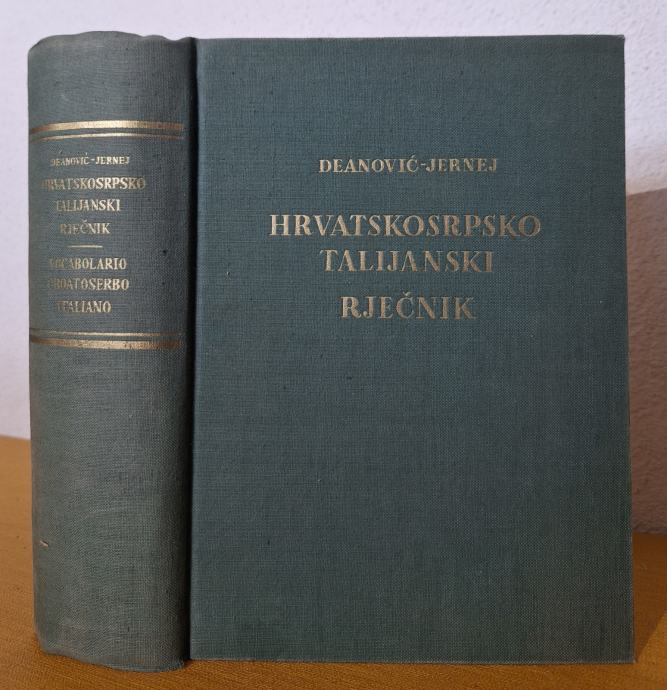 DEANOVIĆ-JERNEJ
HRVATSKOSRPSKO
TALIJANSKI
RJEČNIK
VOCABOLARIO
CROATOSERBO
ITALIANO
DEANOVIĆ-JERNEJ
HRVATSKOSRPSKO
TALIJANSKI
RJEČNIK